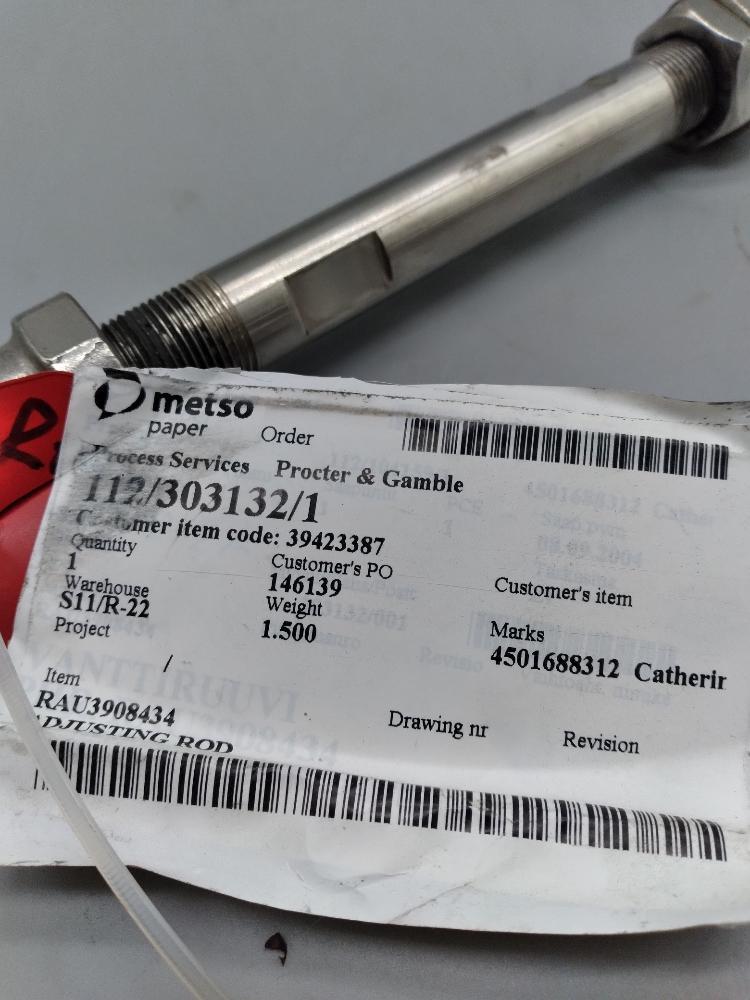 metso
paper
Order
Process Services Procter & Gamble
112/303132/1
Customer item code: 39423387
Quantity
1
Customer's PO
146139
Customer's item
Warehouse
S11/R-22
Weight
1.500
Marks
4501688312 Catherin
Project
/
Item
RAU3908434
ADJUSTING ROD
Drawing nr
Revision